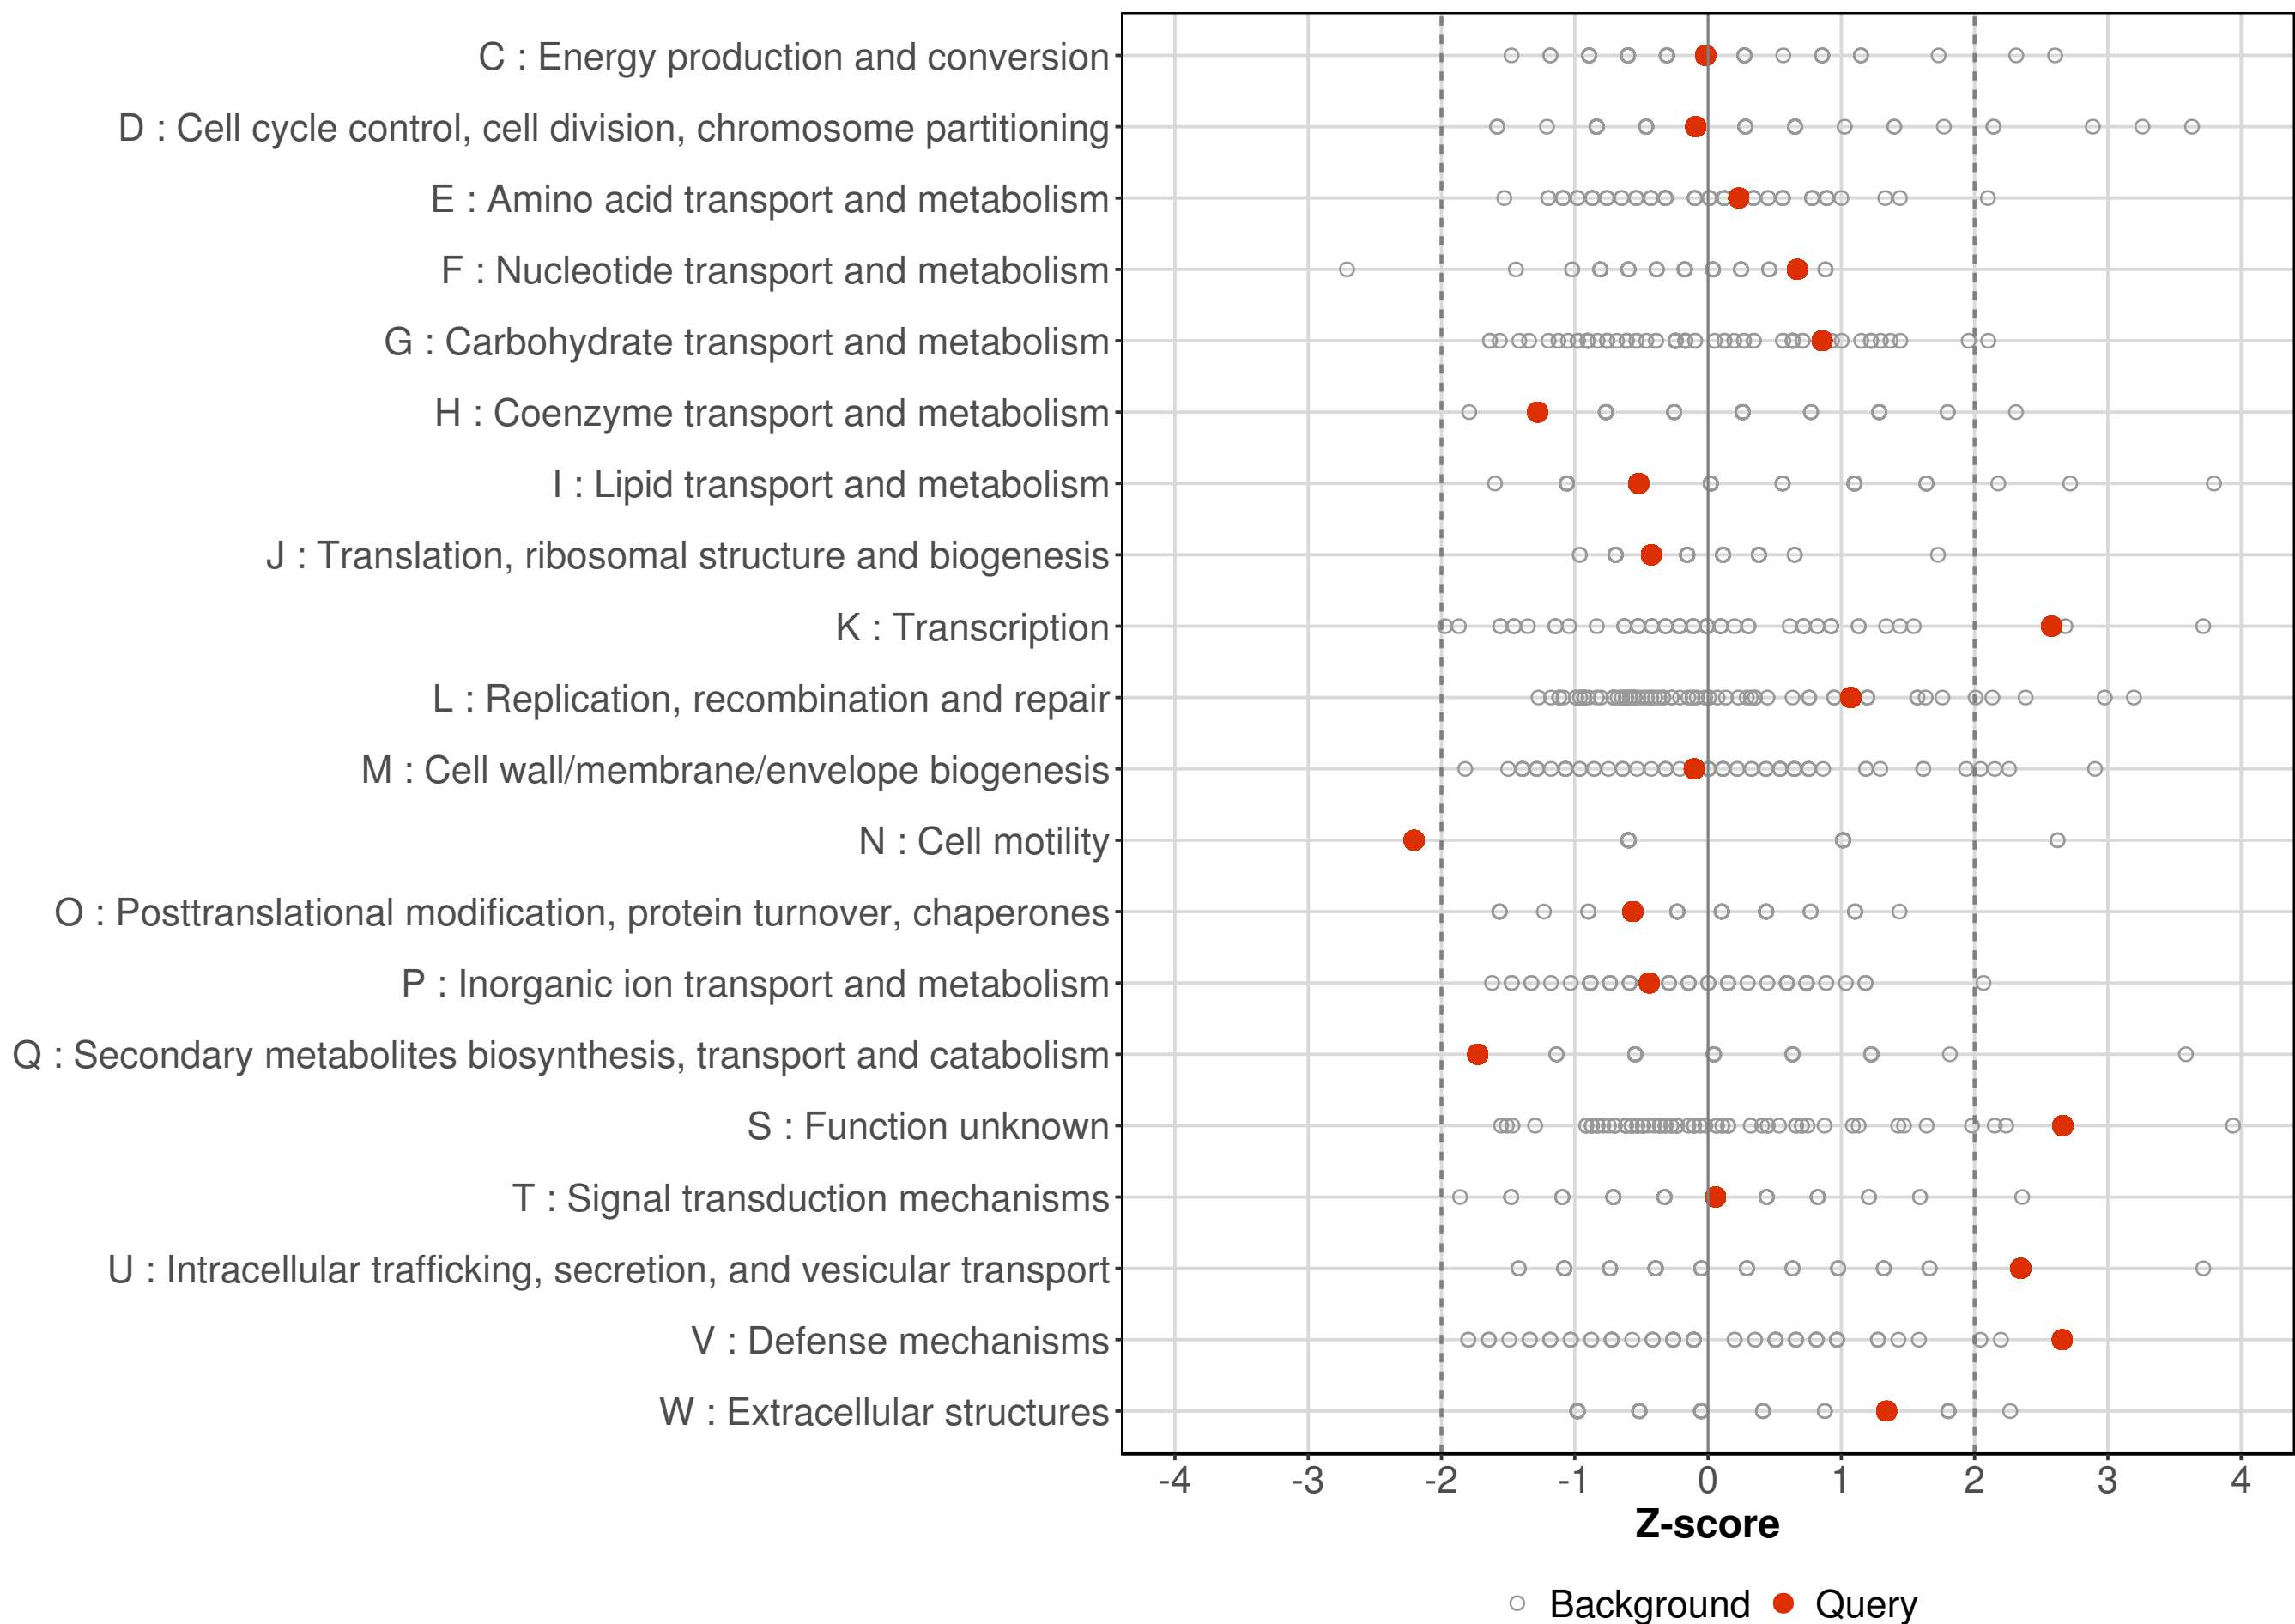 C : Energy production and conversion
D : Cell cycle control, cell division, chromosome partitioning
E : Amino acid transport and metabolism
F : Nucleotide transport and metabolism
G : Carbohydrate transport and metabolism
H : Coenzyme transport and metabolism
I : Lipid transport and metabolism
J : Translation, ribosomal structure and biogenesis
K : Transcription
L : Replication, recombination and repair
M : Cell wall/membrane/envelope biogenesis
N : Cell motility
O : Posttranslational modification, protein turnover, chaperones
P : Inorganic ion transport and metabolism
Q : Secondary metabolites biosynthesis, transport and catabolism
S : Function unknown
T : Signal transduction mechanisms
U : Intracellular trafficking, secretion, and vesicular transport
V : Defense mechanisms
W : Extracellular structures
-4 -3 -2 -1 0 1 2 3 4
Z-score
Background Query